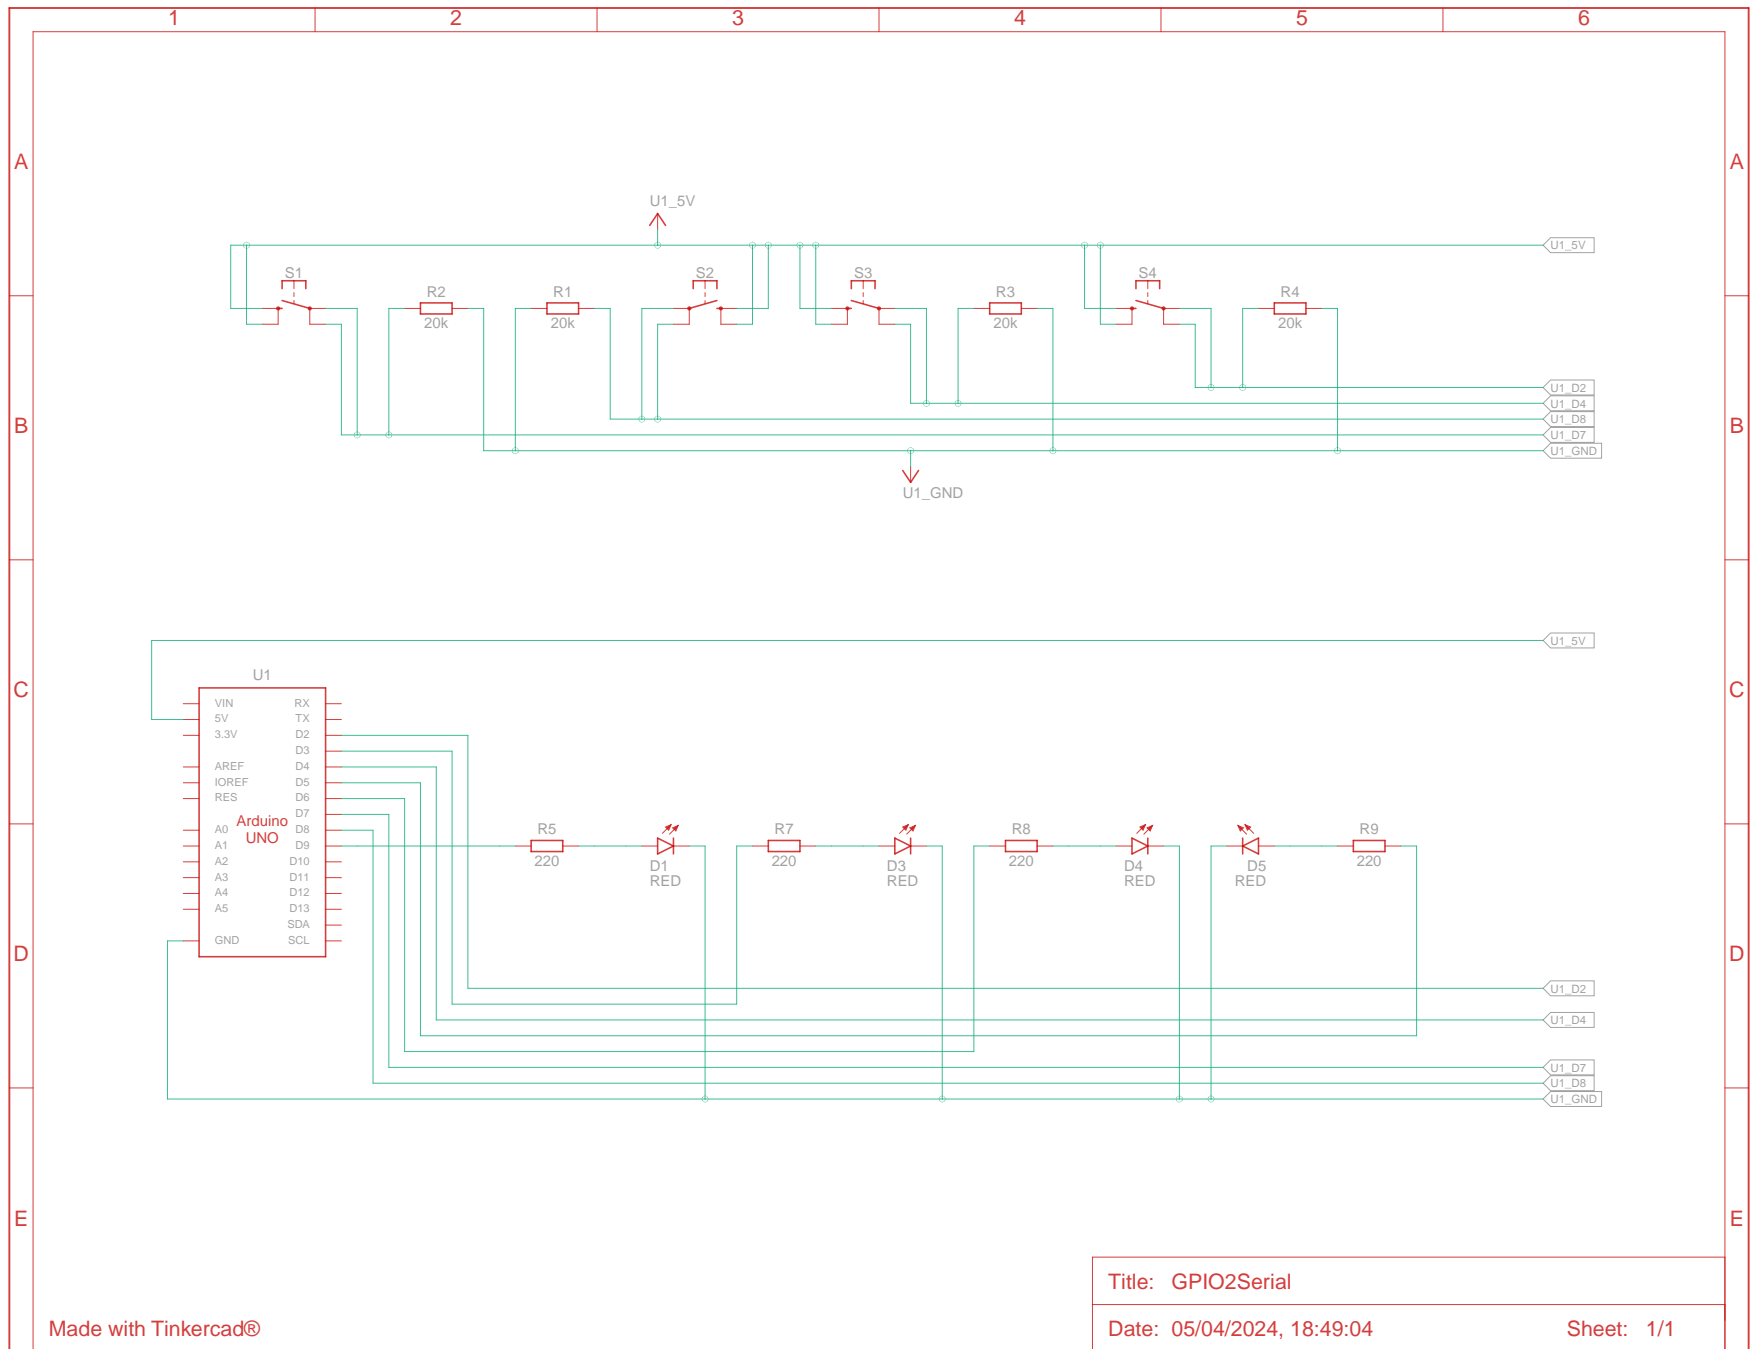 1 2 3 4 5 6
A A
U1_5V
U1_5V
S1 S2 S3 S4
R2 R1 R3 R4
20k 20k 20k 20k
U1_D2
U1_D4
U1_D8
B B
U1_D7
U1_GND
U1_GND
U1_5V
U1
C C
VIN RX
5V TX
3.3V D2
D3
AREF D4
IOREF D5
RES D6
D7
Arduino
UNO
A0 D8
A1 D9
A2 D10
A3 D11
A4 D12
A5 D13
SDA
GND SCL
R5 R7 R8 R9
220 D1 220 D3 220 D4 D5 220
RED RED RED RED
D D
U1_D2
U1_D4
U1_D7
U1_D8
U1_GND
E E
Title: GPIO2Serial
Made with Tinkercad®
Date: 05/04/2024, 18:49:04 Sheet: 1/1